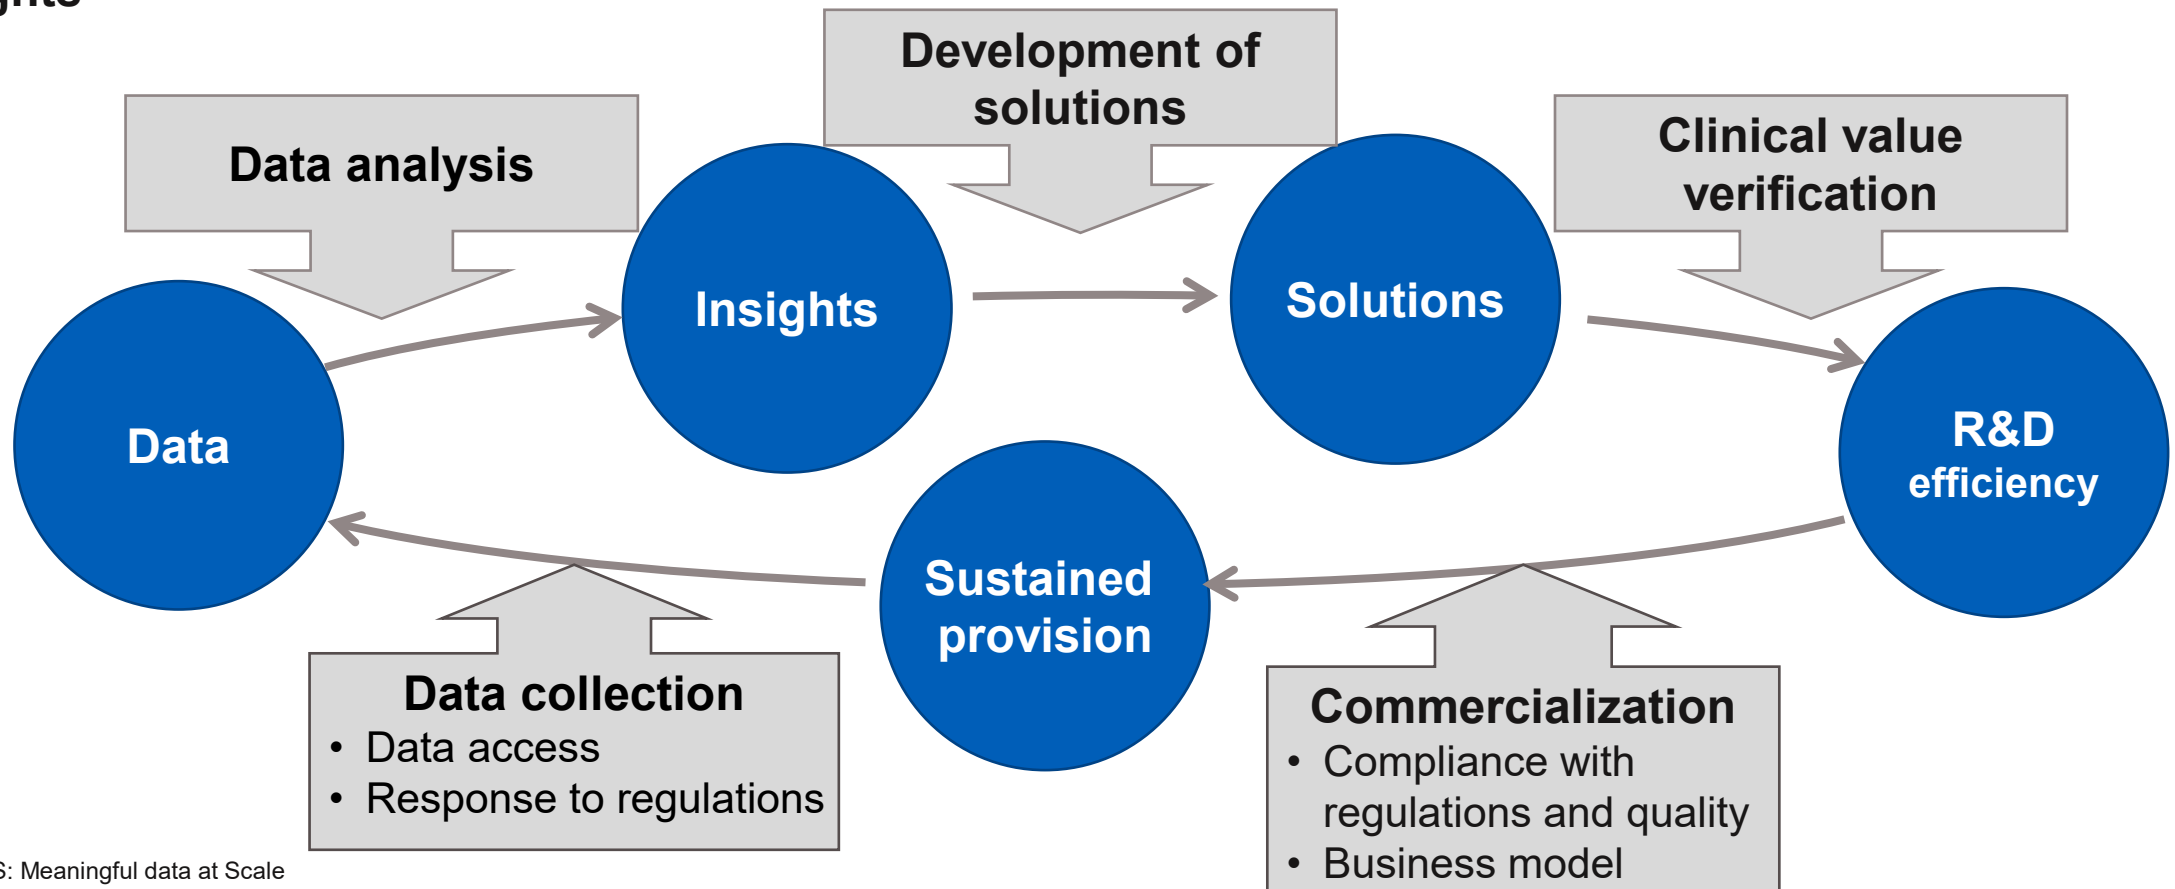 Development of
solutions
Data analysis
Clinical value
verification
Insights
Solutions
Data
R&D
efficiency
Sustained
provision
Data collection
• Data access
• Response to regulations
Commercialization
• Compliance with
regulations and quality
• Business model
: Meaningful data at Scale